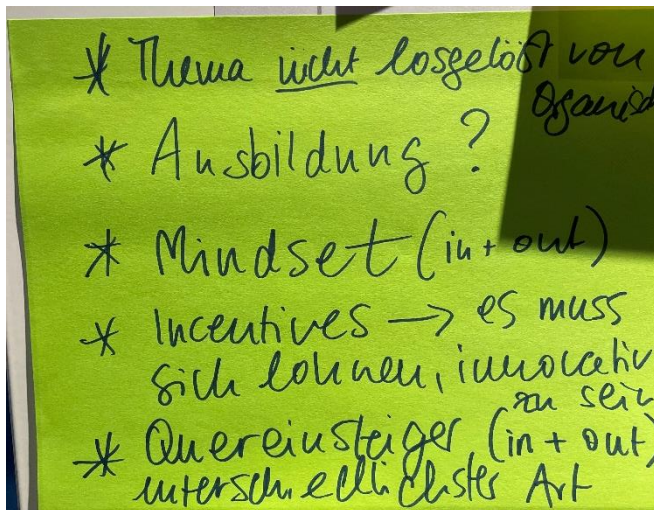 * Thema nicht losgelöst von
Oganisch
* Ausbildung ?
* Mindset (in + out)
* Incentives → es muss
sich lohnen, innovativ
zu sein
* Quereinsteiger (in + out)
unterschiedlichster Art